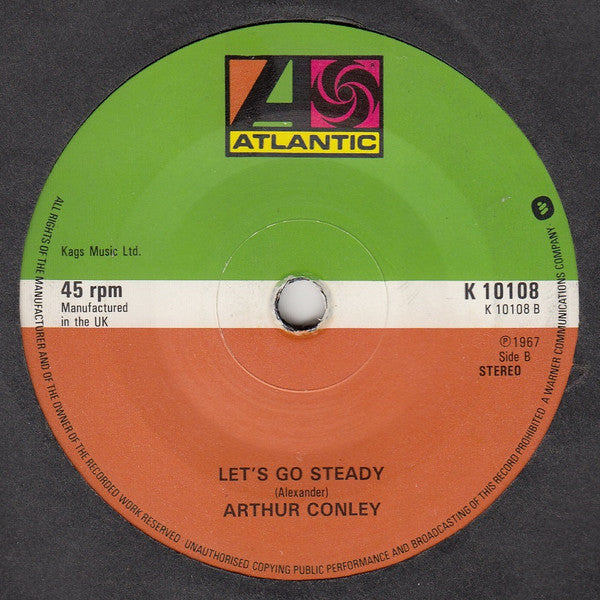 ATLANTIC
Kags Music Ltd.
45 rpm
Manufactured
in the UK
K 10108
K 10108 B
℗ 1967
Side B
STEREO
LET'S GO STEADY
(Alexander)
ARTHUR CONLEY
ALL RIGHTS OF THE MANUFACTURER AND OF THE OWNER OF THE RECORDED WORK RESERVED UNAUTHORISED COPYING PUBLIC PERFORMANCE AND BROADCASTING OF THIS RECORD PROHIBITED A WARNER COMMUNICATIONS COMPANY